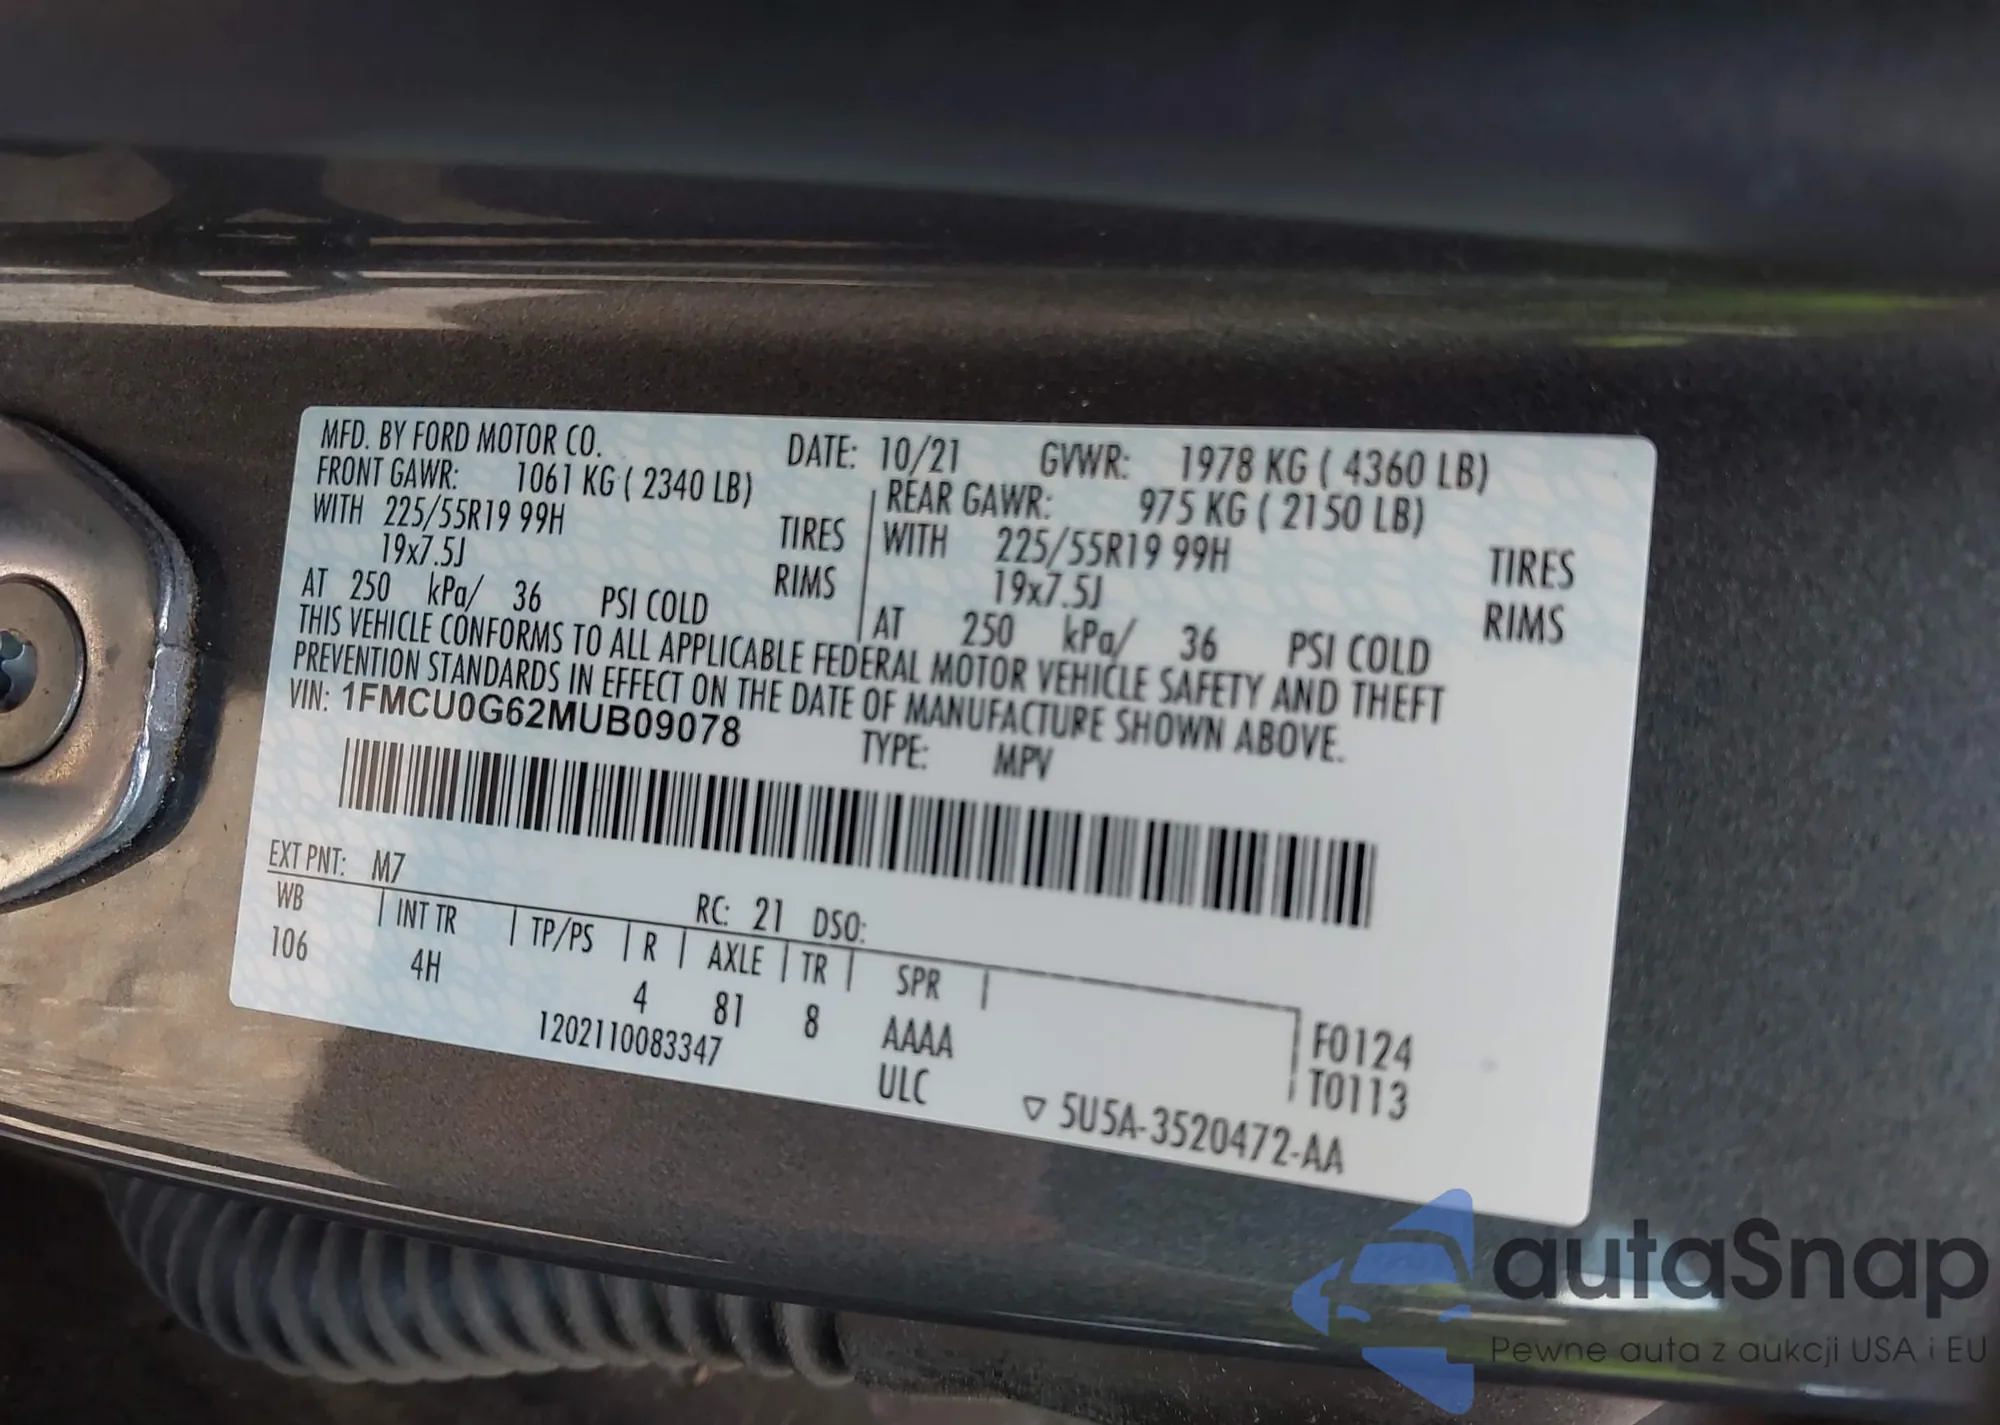 MFD. BY FORD MOTOR CO. DATE: 10/21 GVWR: 1978 KG ( 4360 LB)
FRONT GAWR: 1061 KG ( 2340 LB) REAR GAWR: 975 KG ( 2150 LB)
WITH 225/55R19 99H TIRES WITH 225/55R19 99H TIRES
19x7.5J RIMS 19x7.5J RIMS
AT 250 kPa/ 36 PSI COLD AT 250 kPa/ 36 PSI COLD
THIS VEHICLE CONFORMS TO ALL APPLICABLE FEDERAL MOTOR VEHICLE SAFETY AND THEFT
PREVENTION STANDARDS IN EFFECT ON THE DATE OF MANUFACTURE SHOWN ABOVE.
VIN: 1FMCU0G62MUB09078 TYPE: MPV
EXT PNT: M7 RC: 21 DSO:
WB INT TR TP/PS R AXLE TR SPR
106 4H 4 81 8 AAAA F0124
1202110083347 ULC T0113
▽ 5U5A-3520472-AA
autaSnap
Pewne auta z aukcji USA i EU